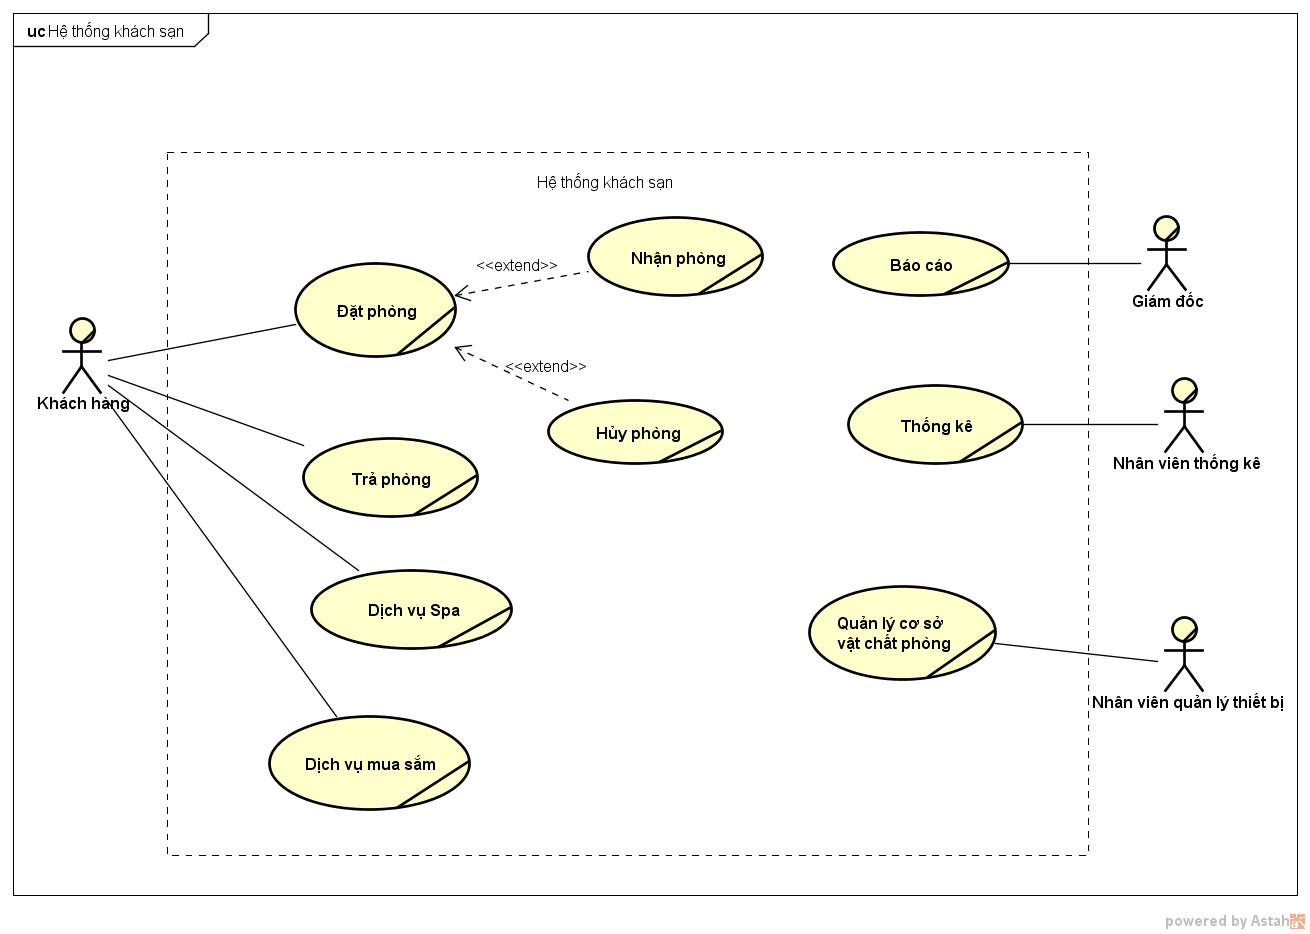 uc Hệ thống khách sạn
Hệ thống khách sạn
Nhận phòng
<<extend>>
Báo cáo
Giám đốc
Đặt phòng
<<extend>>
Khách hàng
Hủy phòng
Thống kê
Nhân viên thống kê
Trả phòng
Dịch vụ Spa
Quản lý cơ sở
vật chất phòng
Nhân viên quản lý thiết bị
Dịch vụ mua sắm
powered by Astah